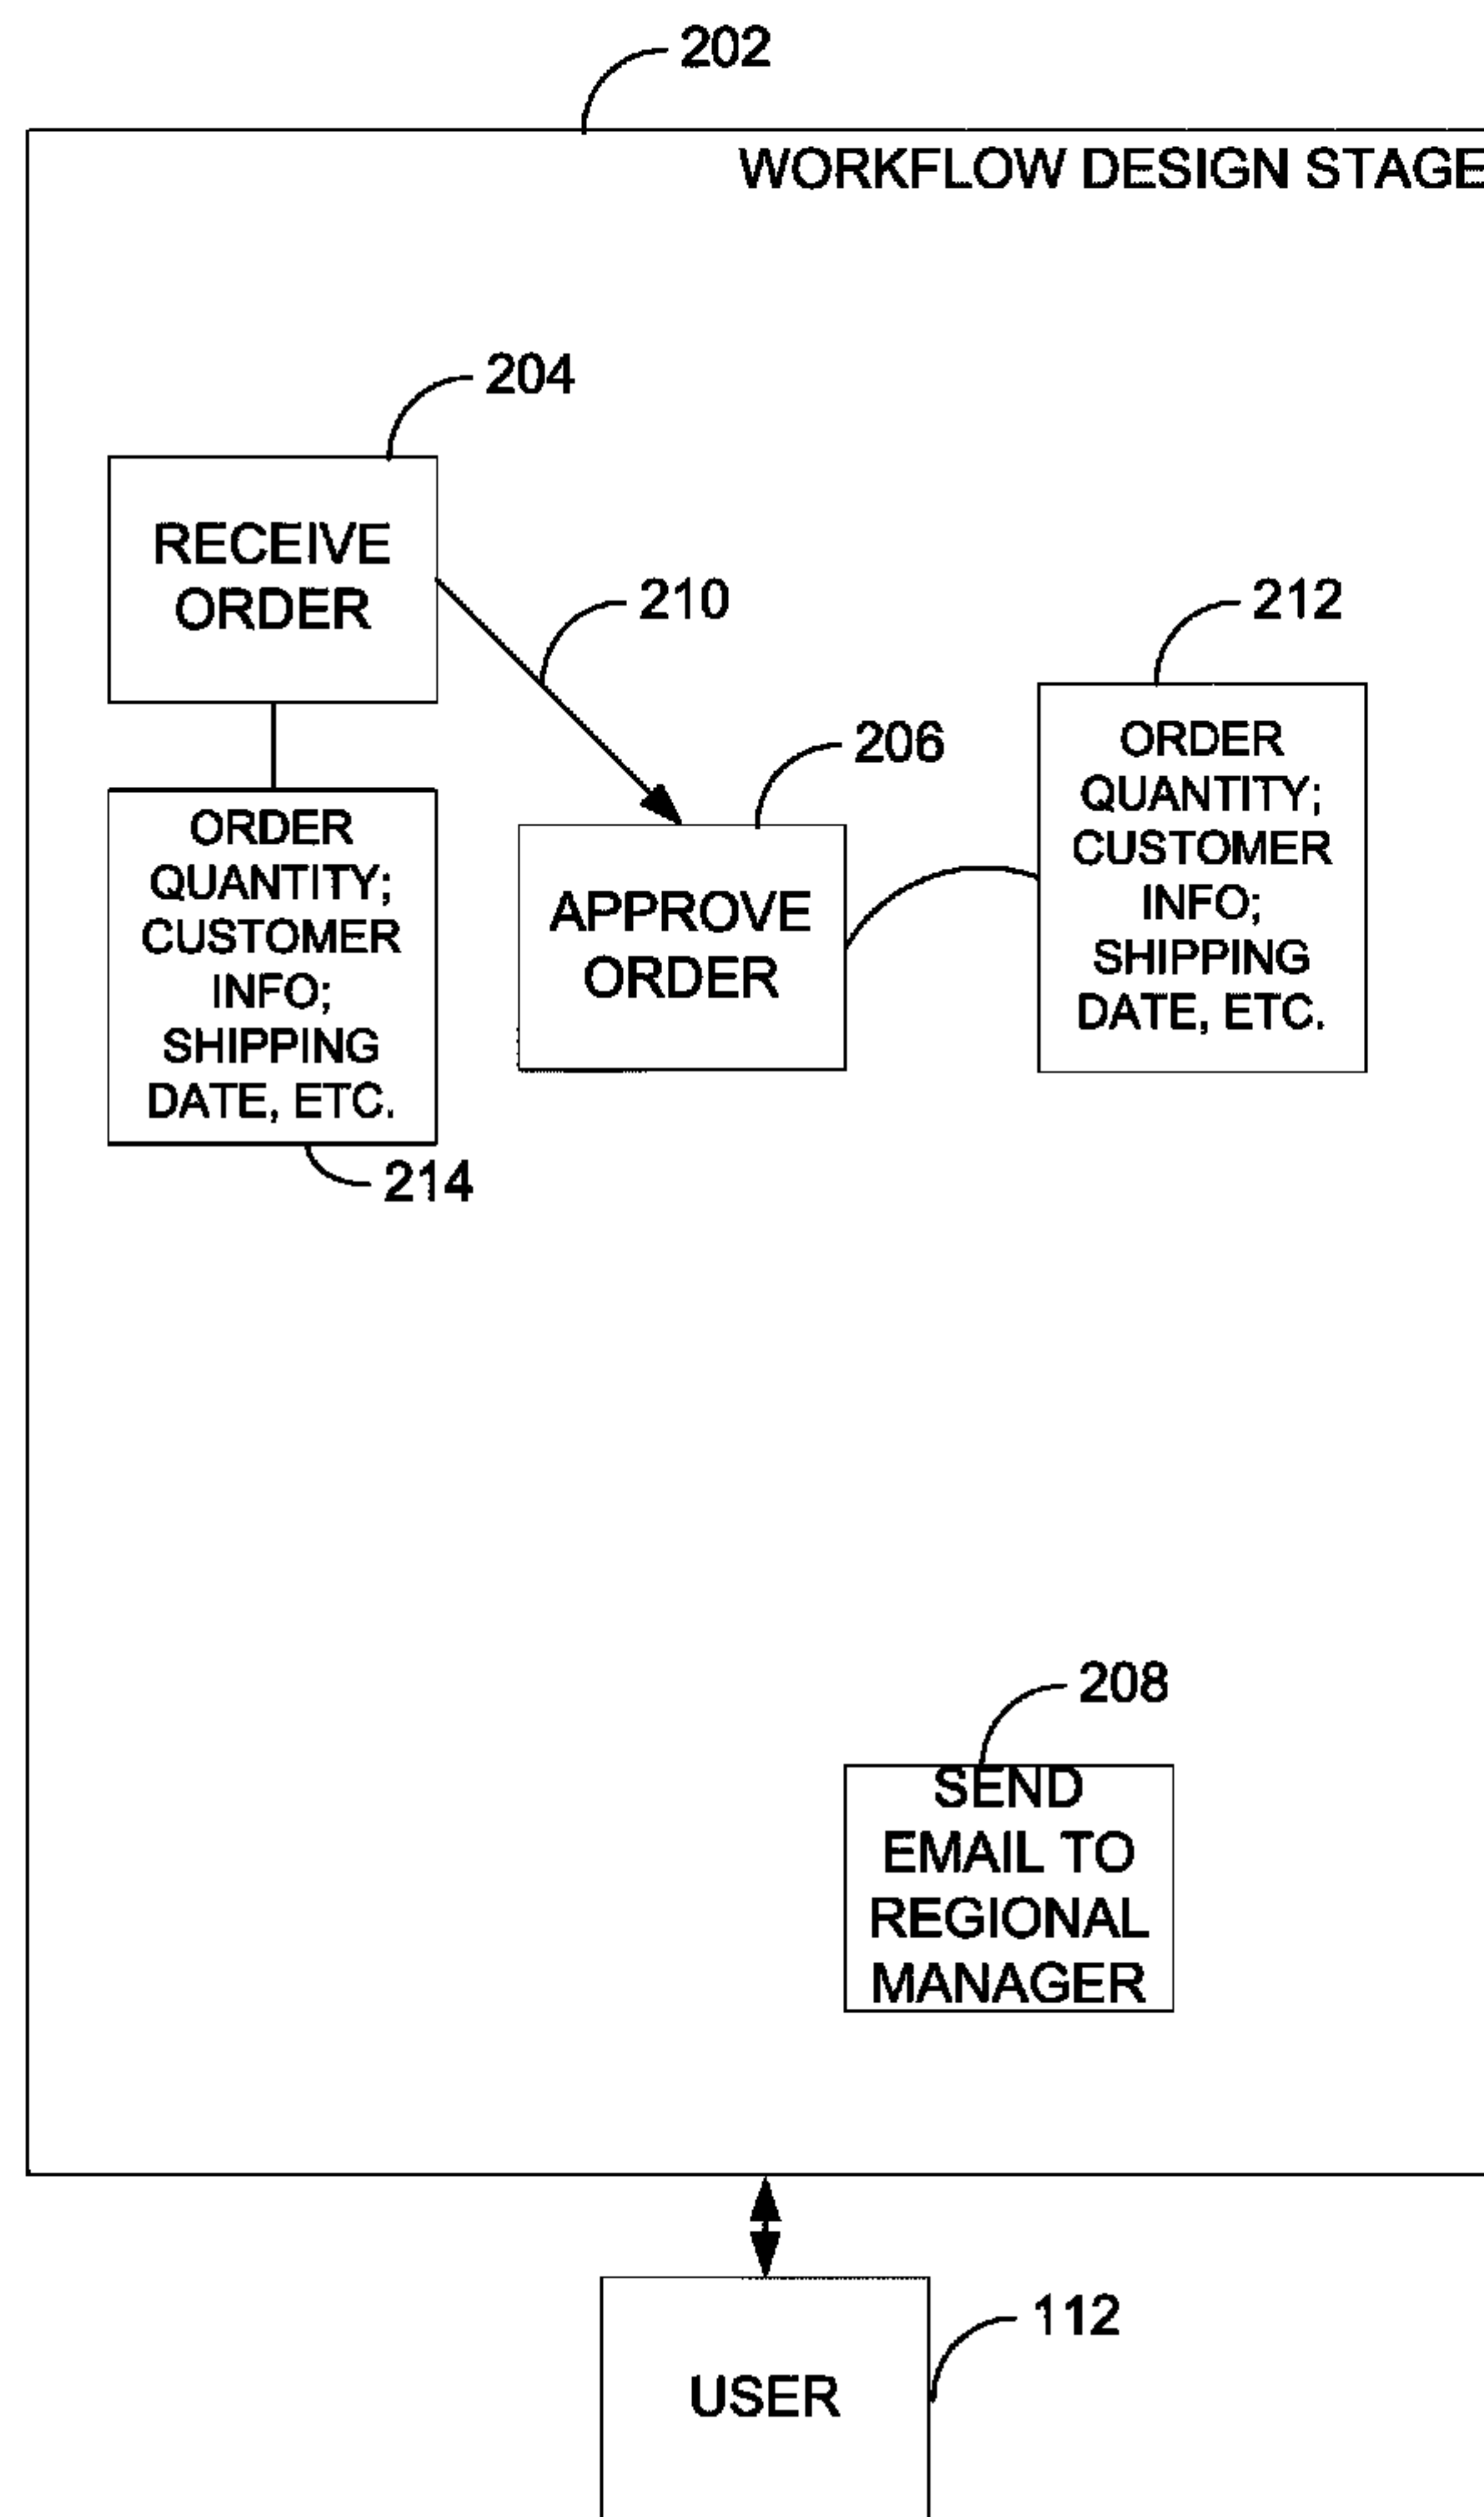 202
WORKFLOW DESIGN STAGE
204
RECEIVE
ORDER
210
212
206
ORDER
QUANTITY;
CUSTOMER
INFO;
SHIPPING
DATE, ETC.
APPROVE
ORDER
ORDER
QUANTITY;
CUSTOMER
INFO;
SHIPPING
DATE, ETC.
214
208
SEND
EMAIL TO
REGIONAL
MANAGER
112
USER